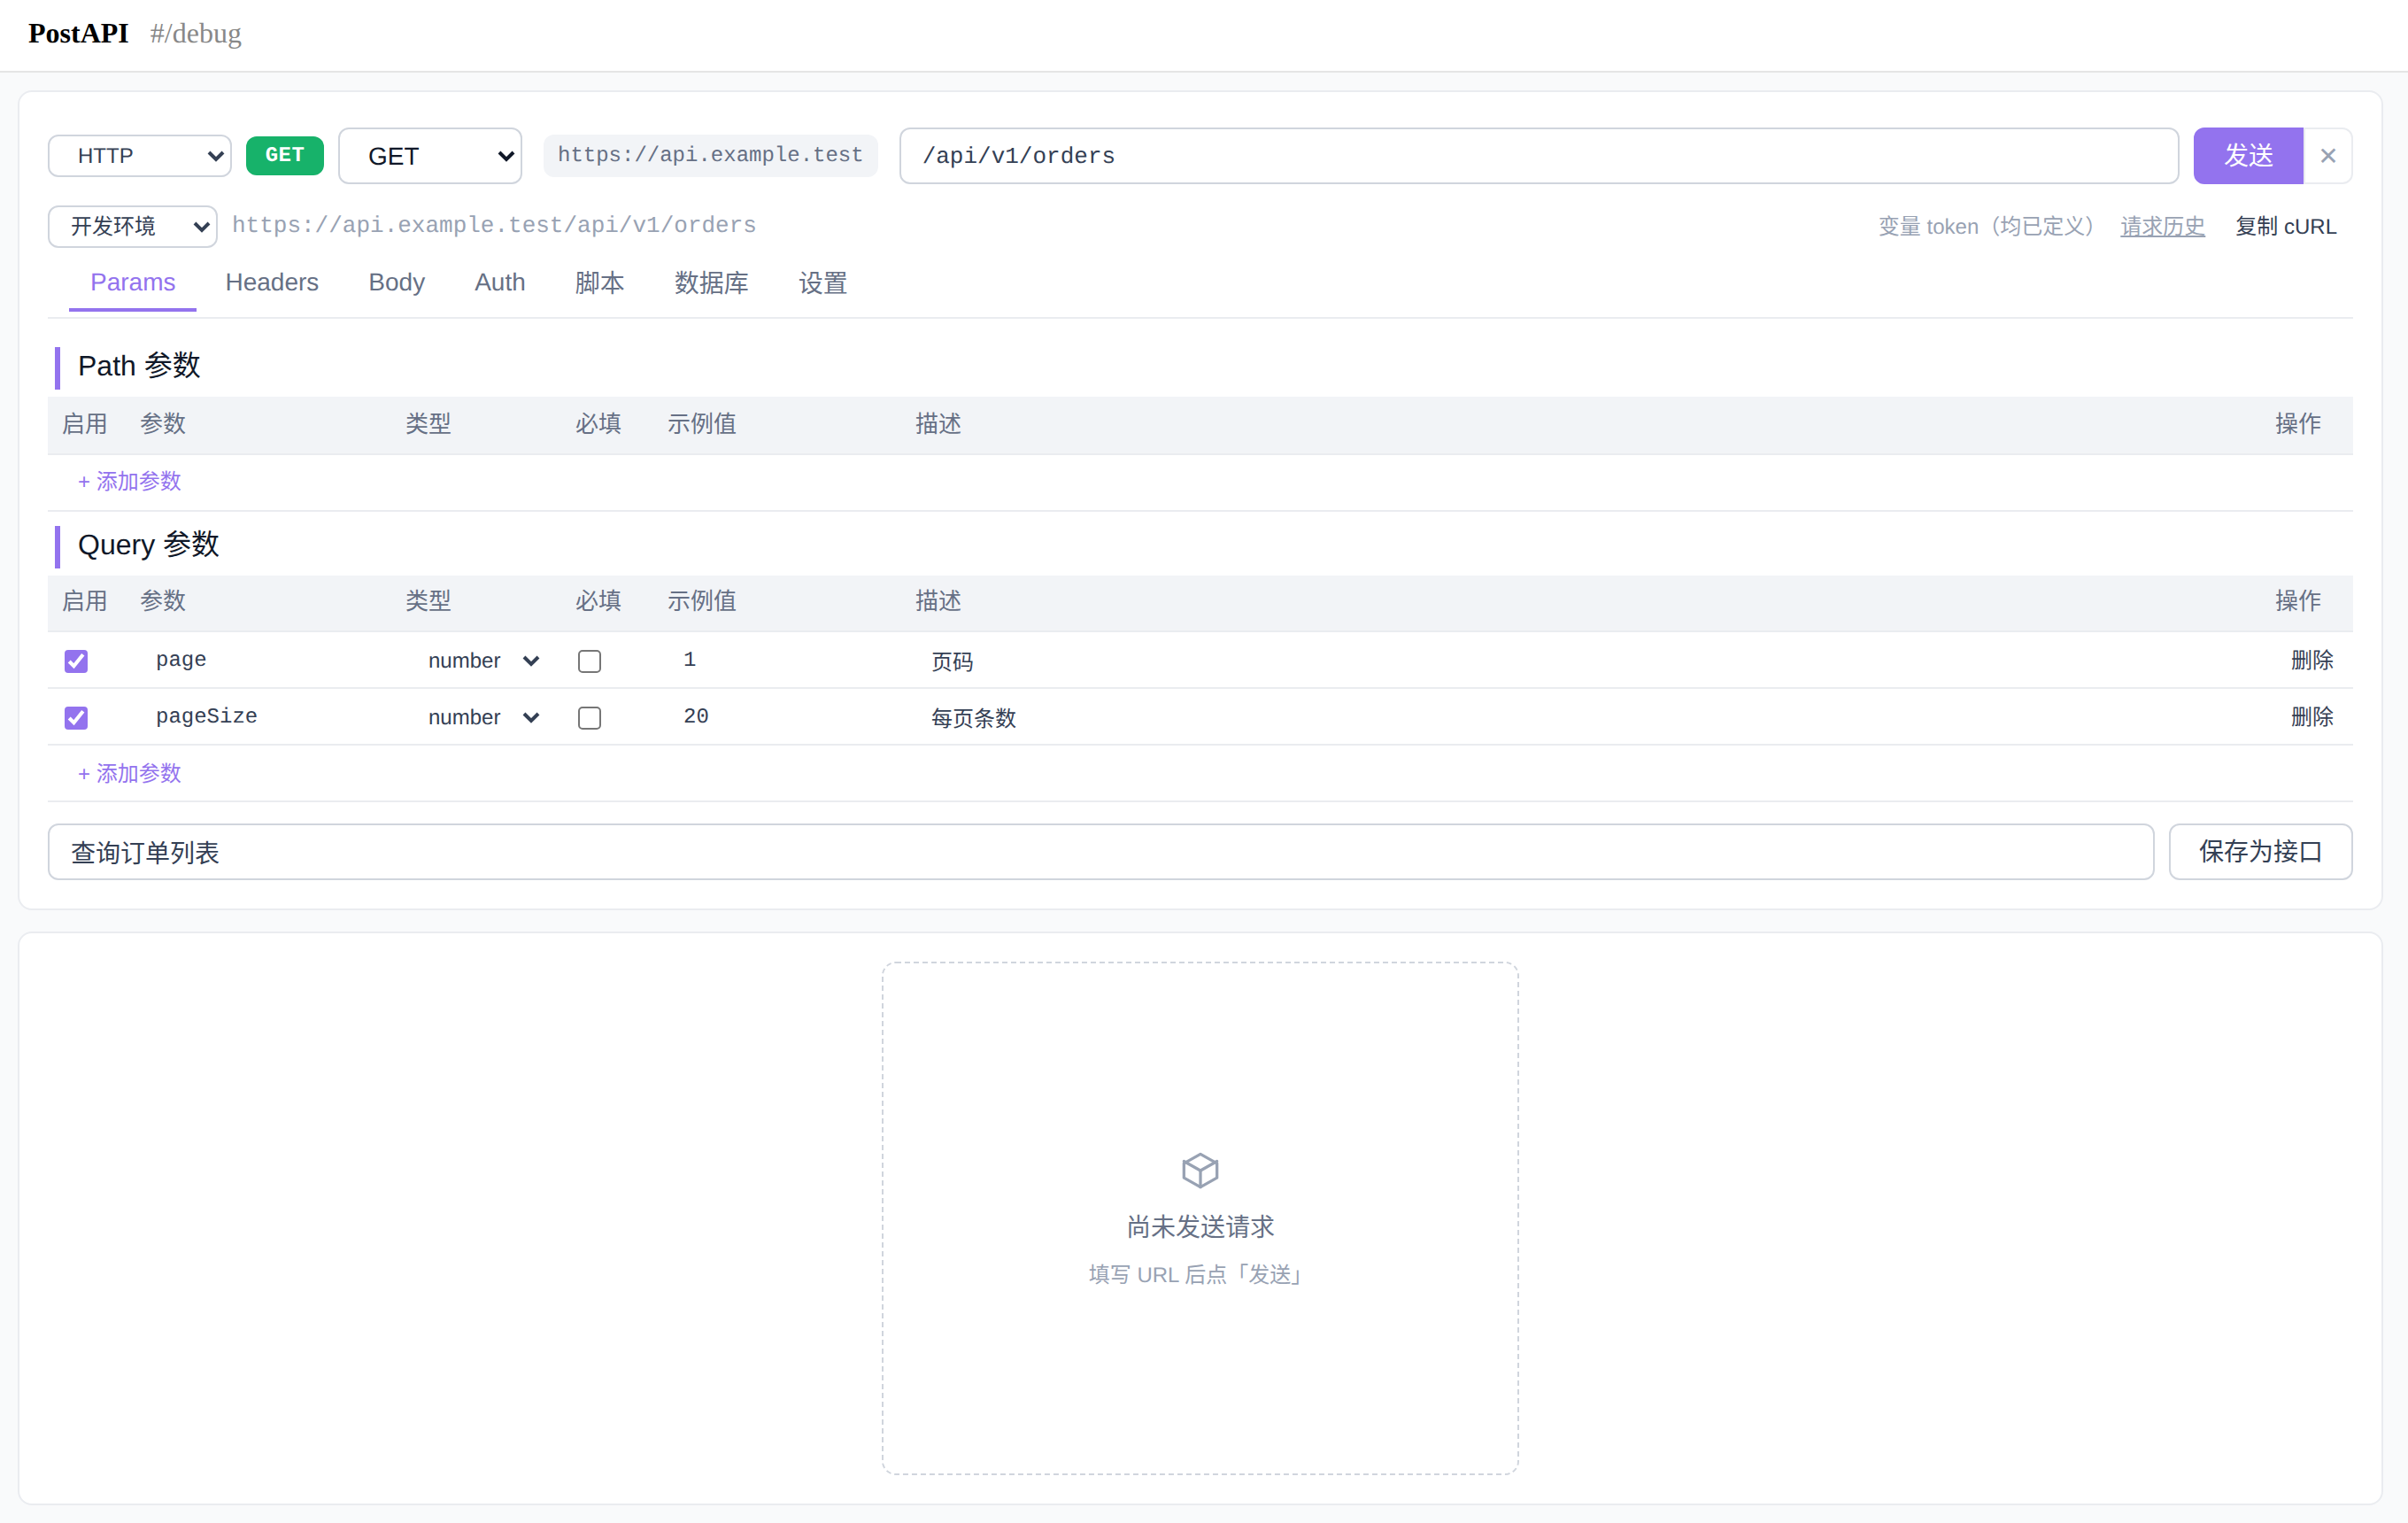 PostAPI #/debug
HTTP GET GET https://api.example.test /api/v1/orders 发送 ✕
开发环境 https://api.example.test/api/v1/orders 变量 token（均已定义） 请求历史 复制 cURL
Params Headers Body Auth 脚本 数据库 设置
Path 参数
启用 参数 类型 必填 示例值 描述 操作
+ 添加参数
Query 参数
启用 参数 类型 必填 示例值 描述 操作
page number 1 页码 删除
pageSize number 20 每页条数 删除
+ 添加参数
查询订单列表 保存为接口
尚未发送请求
填写 URL 后点「发送」